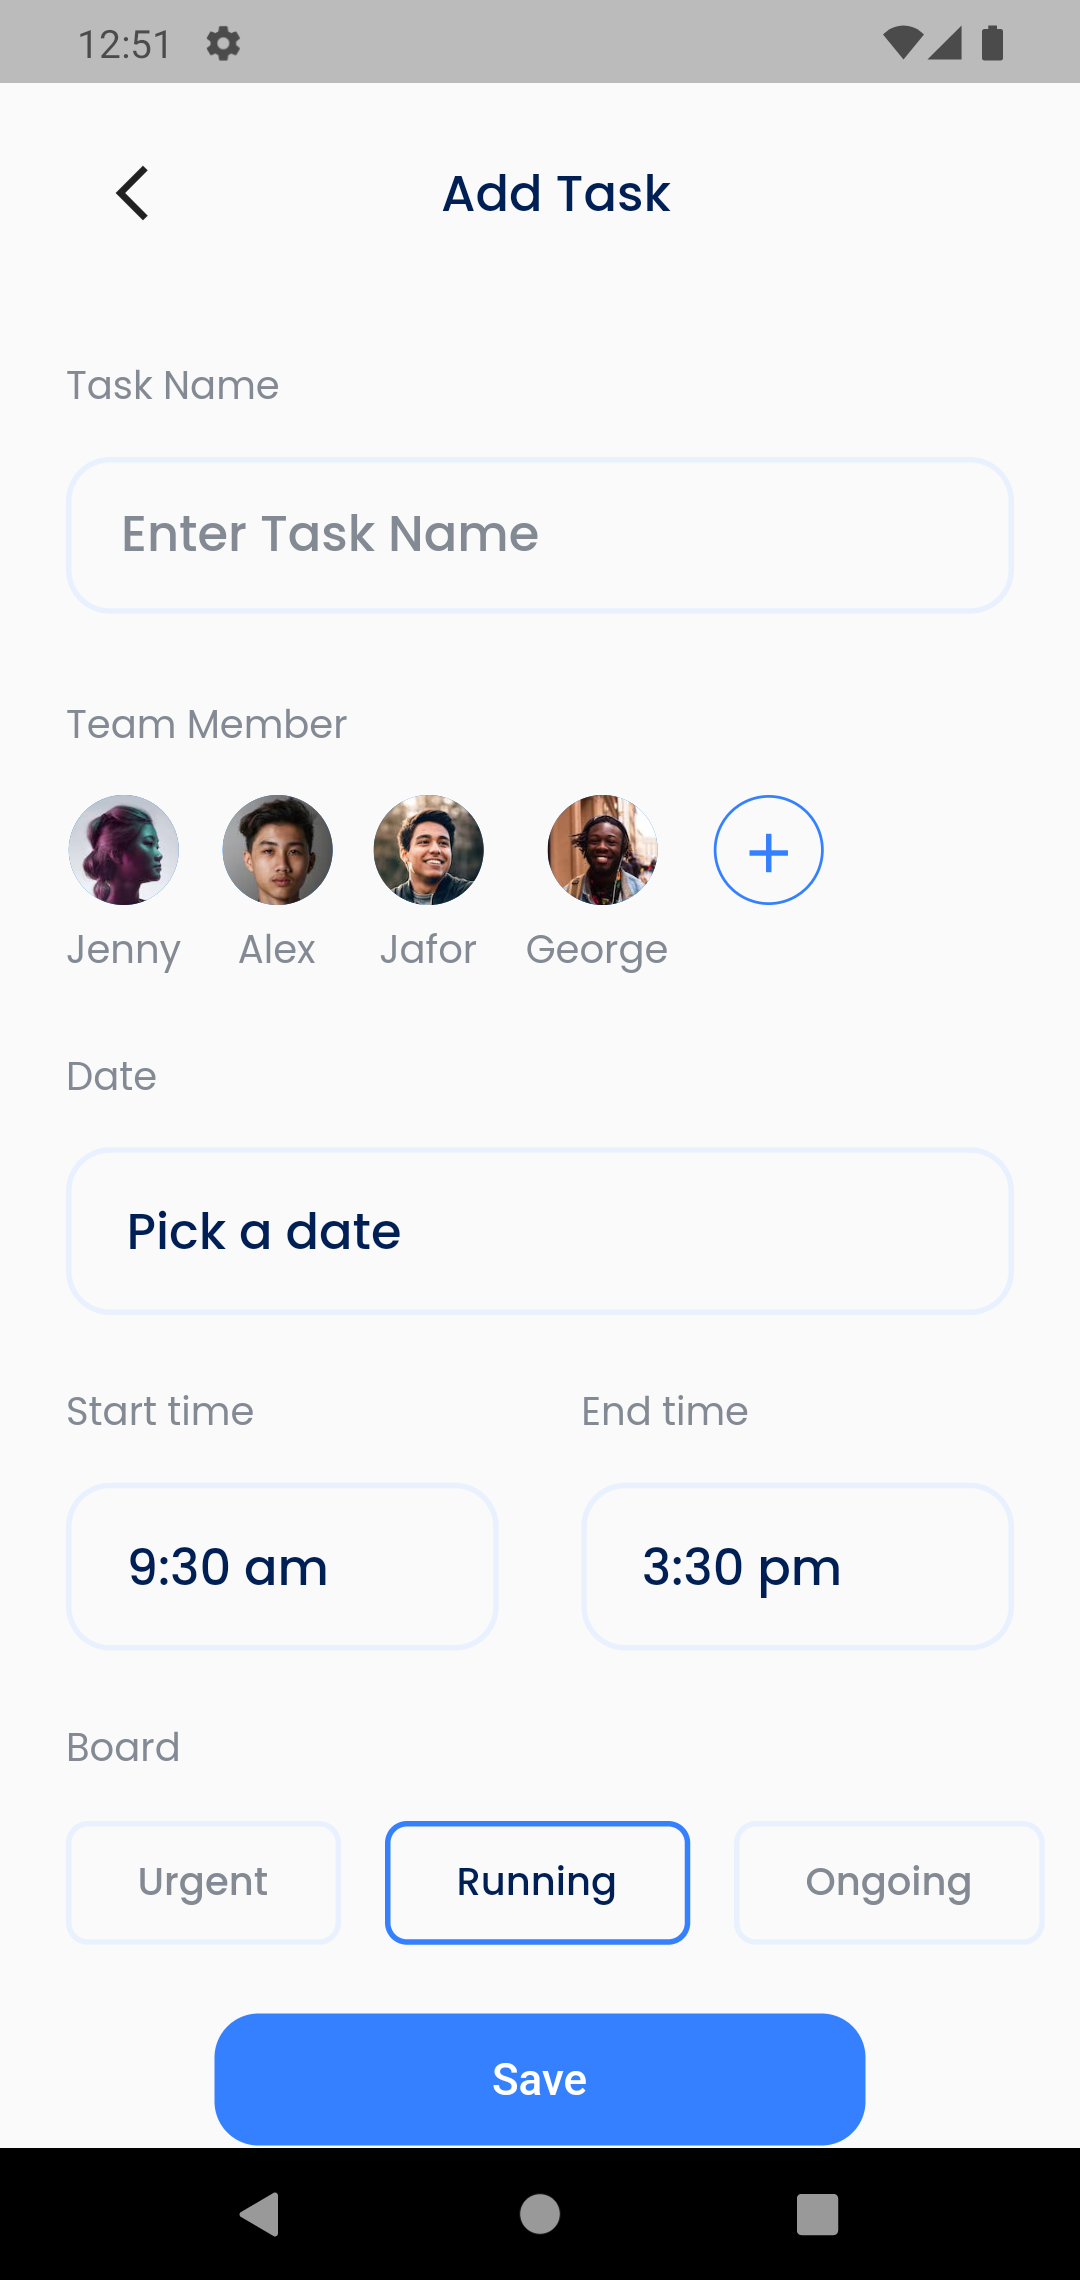 12:51
Add Task
Task Name
Enter Task Name
Team Member
Jenny Alex Jafor George
Date
Pick a date
Start time End time
9:30 am 3:30 pm
Board
Urgent Running Ongoing
Save